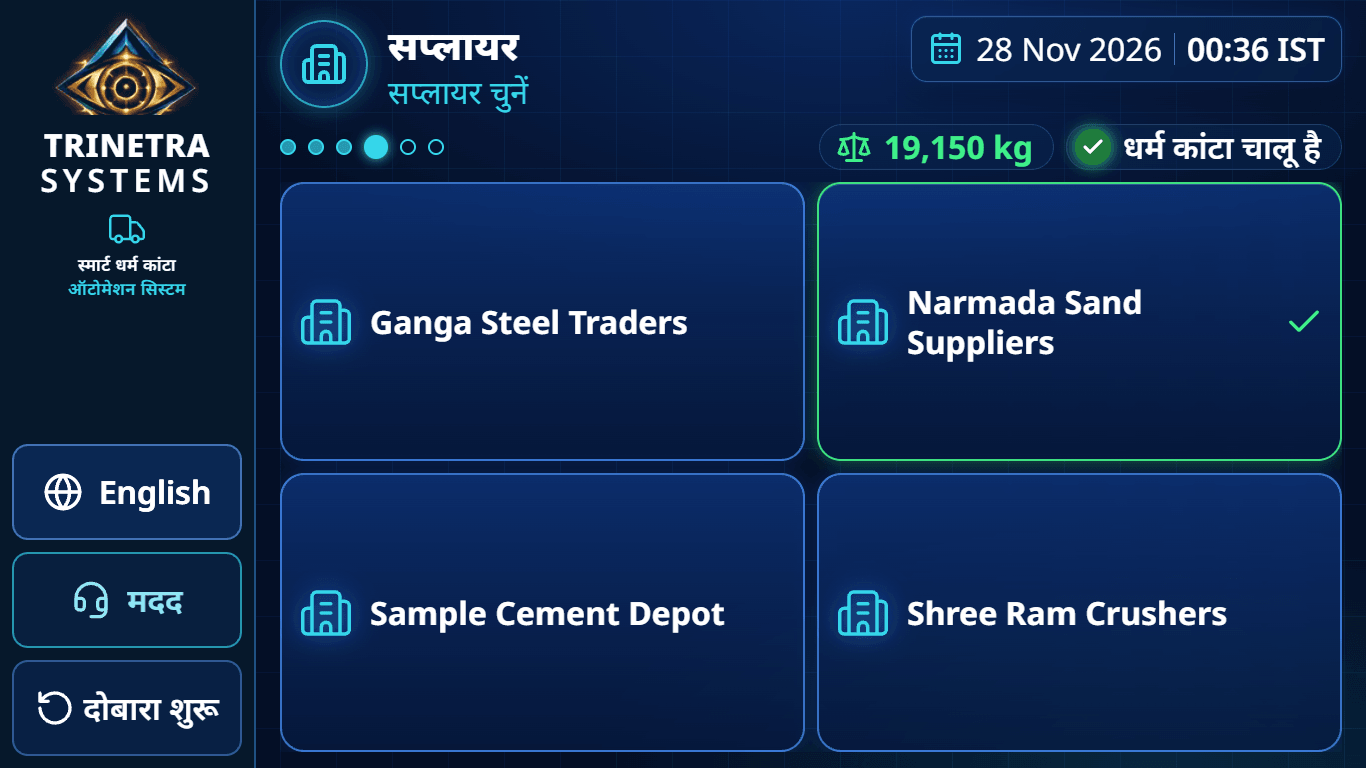 TRINETRA
SYSTEMS
स्मार्ट धर्म कांटा
ऑटोमेशन सिस्टम
English
मदद
दोबारा शुरू
सप्लायर
सप्लायर चुनें
28 Nov 2026 00:36 IST
19,150 kg
धर्म कांटा चालू है
Ganga Steel Traders
Narmada Sand
Suppliers
Sample Cement Depot
Shree Ram Crushers